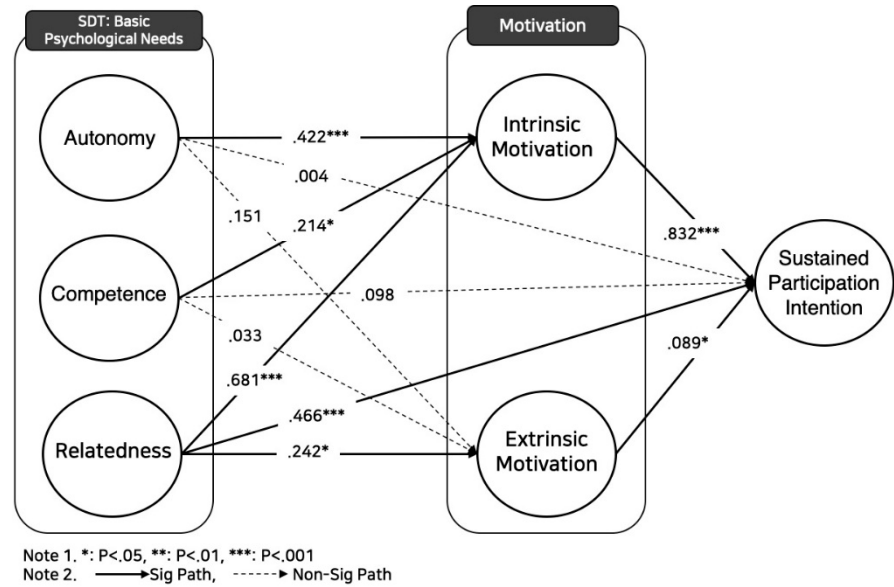 SDT: Basic
Psychological Needs
Motivation
Autonomy
.422***
Intrinsic
Motivation
.004
.151
.214*
.832***
Sustained
Participation
Intention
Competence
.098
.033
.089*
.681***
.466***
Relatedness
.242*
Extrinsic
Motivation
Note 1. *: P<.05, **: P<.01, ***: P<.001
Note 2. Sig Path, Non-Sig Path